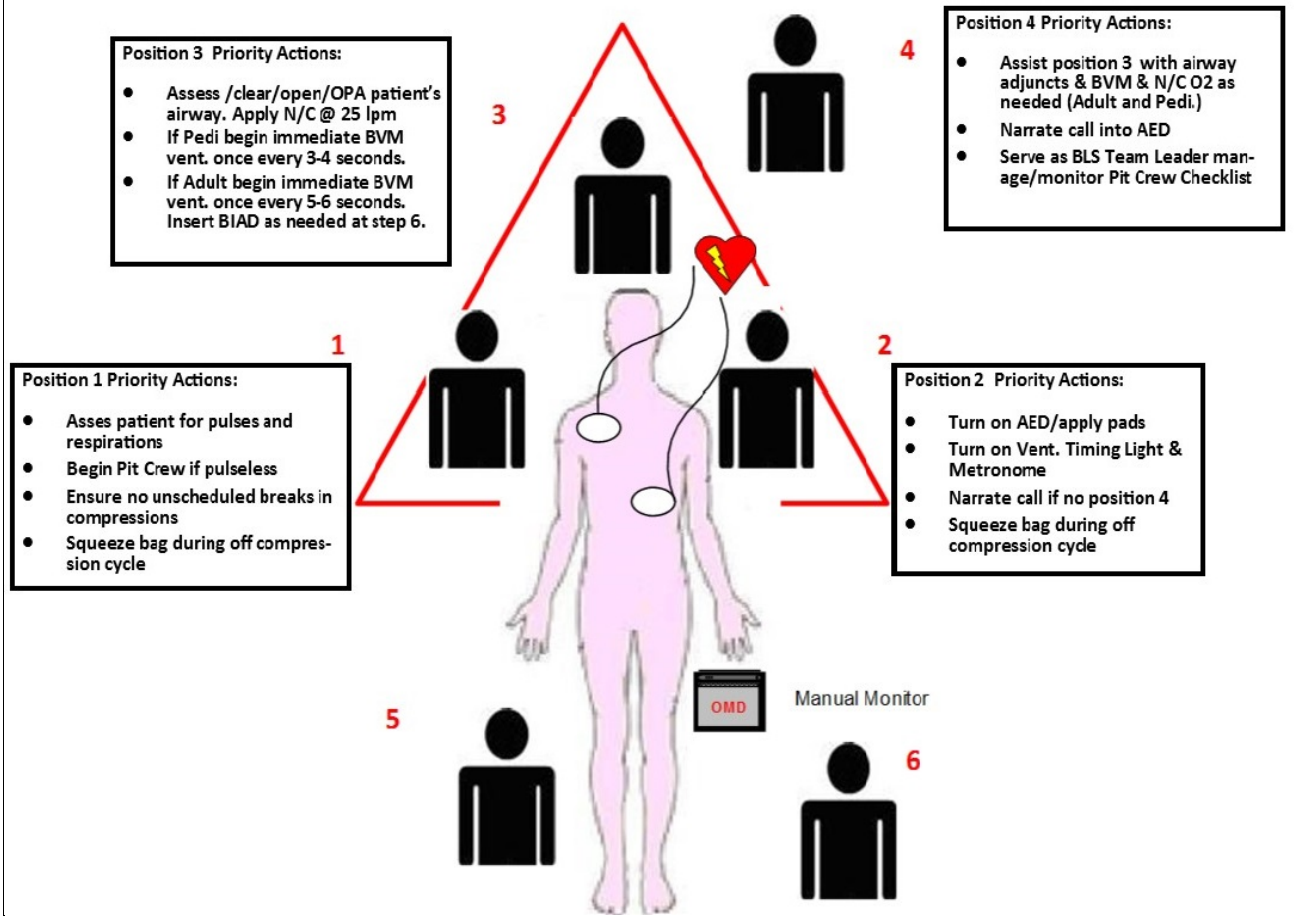 Position 3  Priority Actions:
● Assess /clear/open/OPA patient's
airway. Apply N/C @ 25 lpm
● If Pedi begin immediate BVM
vent. once every 3-4 seconds.
● If Adult begin immediate BVM
vent. once every 5-6 seconds.
Insert BIAD as needed at step 6.
3
4
Position 4 Priority Actions:
● Assist position 3  with airway
adjuncts & BVM & N/C O2 as
needed (Adult and Pedi.)
● Narrate call into AED
● Serve as BLS Team Leader man-
age/monitor Pit Crew Checklist
1
Position 1 Priority Actions:
● Asses patient for pulses and
respirations
● Begin Pit Crew if pulseless
● Ensure no unscheduled breaks in
compressions
● Squeeze bag during off compres-
sion cycle
2
Position 2  Priority Actions:
● Turn on AED/apply pads
● Turn on Vent. Timing Light &
Metronome
● Narrate call if no position 4
● Squeeze bag during off
compression cycle
5
OMD
Manual Monitor
6